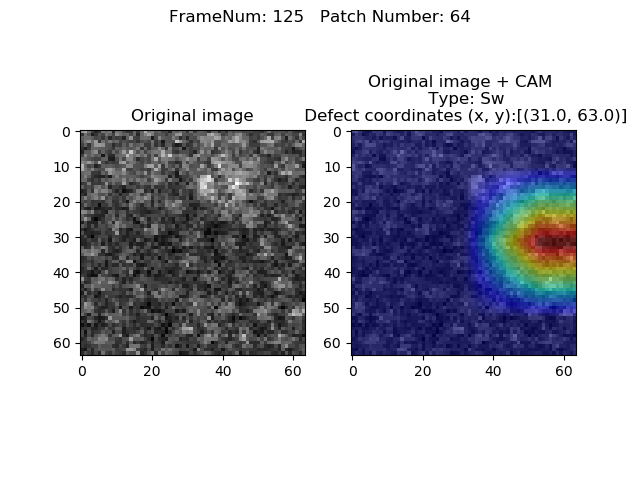 FrameNum: 125   Patch Number: 64
Original image
0
10
20
30
40
50
60
0 20 40 60
Original image + CAM
Type: Sw
Defect coordinates (x, y):[(31.0, 63.0)]
0
10
20
30
40
50
60
0 20 40 60